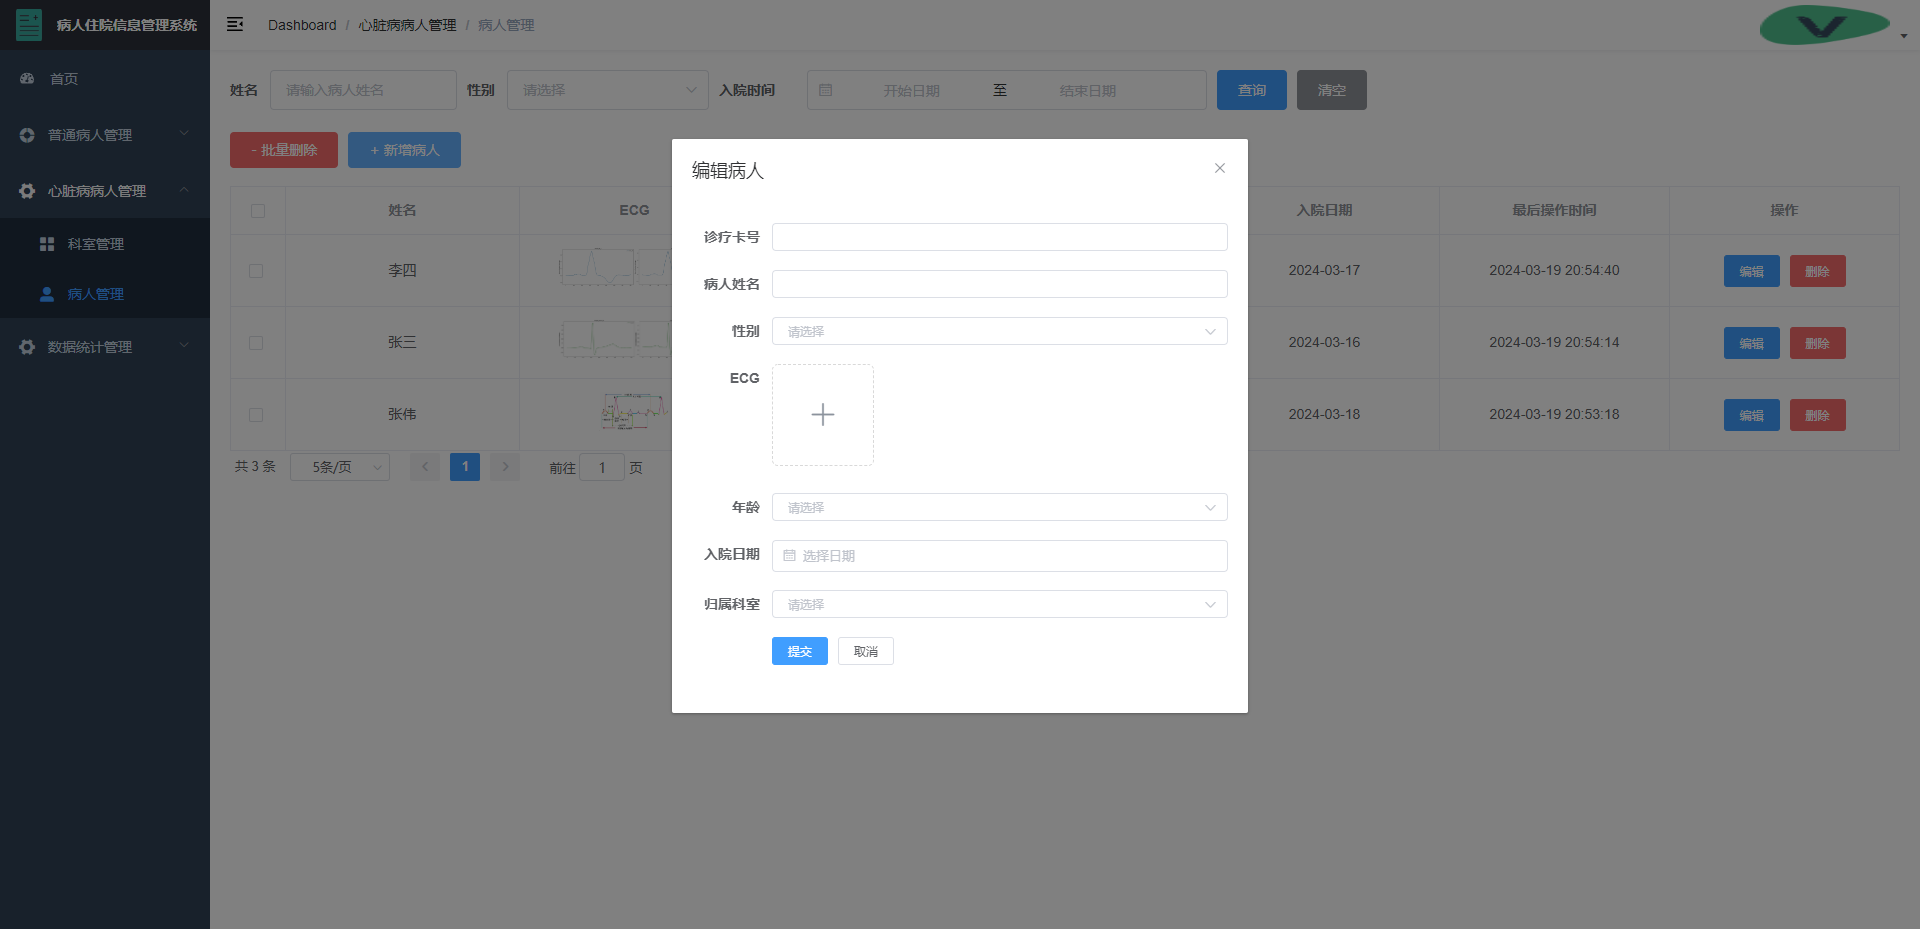 病人住院信息管理系统
Dashboard / 心脏病病人管理 / 病人管理
首页
普通病人管理
心脏病病人管理
科室管理
病人管理
数据统计管理
姓名 请输入病人姓名 性别 请选择 入院时间 开始日期 至 结束日期 查询 清空
- 批量删除 + 新增病人
姓名 ECG 入院日期 最后操作时间 操作
李四 2024-03-17 2024-03-19 20:54:40 编辑 删除
张三 2024-03-16 2024-03-19 20:54:14 编辑 删除
张伟 2024-03-18 2024-03-19 20:53:18 编辑 删除
共 3 条 5条/页 1 前往 1 页
编辑病人
诊疗卡号
病人姓名
性别 请选择
ECG
年龄 请选择
入院日期 选择日期
归属科室 请选择
提交 取消